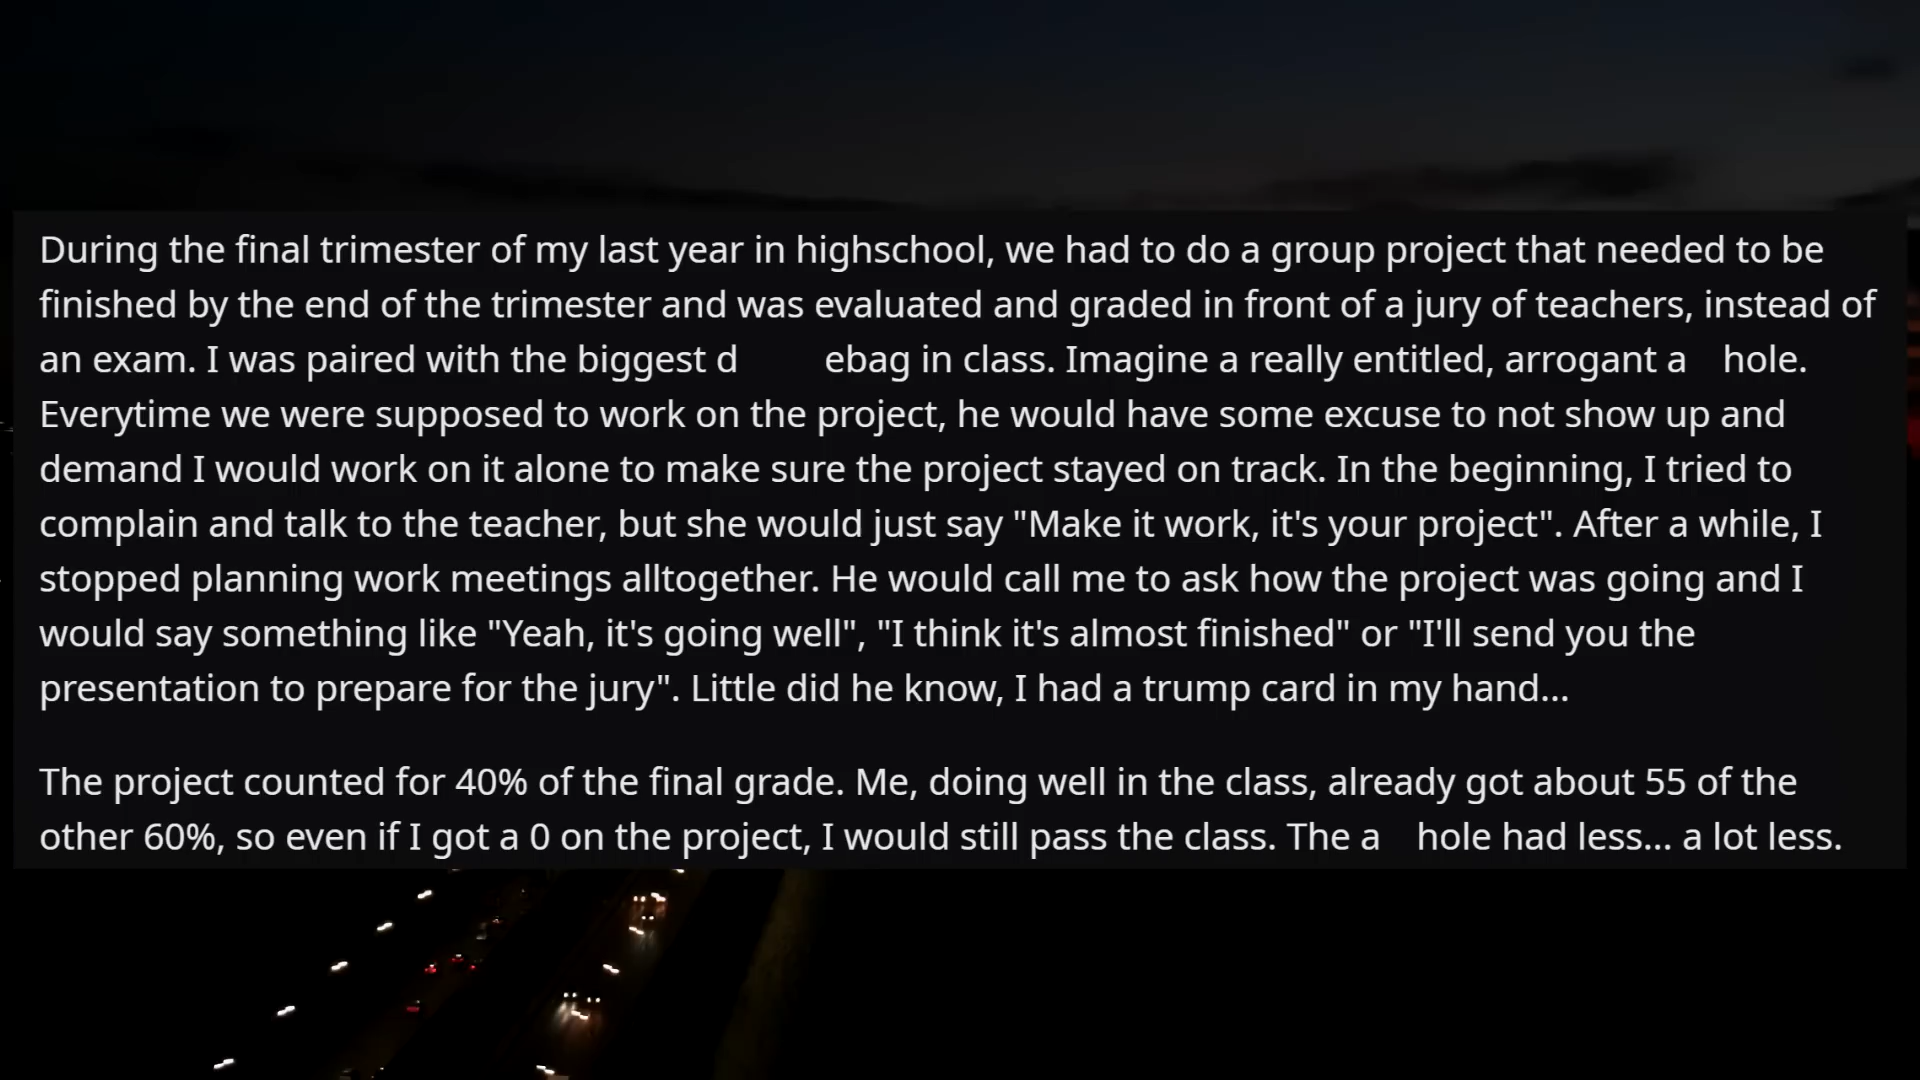 During the final trimester of my last year in highschool, we had to do a group project that needed to be
finished by the end of the trimester and was evaluated and graded in front of a jury of teachers, instead of
an exam. I was paired with the biggest d ebag in class. Imagine a really entitled, arrogant a hole.
Everytime we were supposed to work on the project, he would have some excuse to not show up and
demand I would work on it alone to make sure the project stayed on track. In the beginning, I tried to
complain and talk to the teacher, but she would just say "Make it work, it's your project". After a while, I
stopped planning work meetings alltogether. He would call me to ask how the project was going and I
would say something like "Yeah, it's going well", "I think it's almost finished" or "I'll send you the
presentation to prepare for the jury". Little did he know, I had a trump card in my hand...
The project counted for 40% of the final grade. Me, doing well in the class, already got about 55 of the
other 60%, so even if I got a 0 on the project, I would still pass the class. The a hole had less... a lot less.